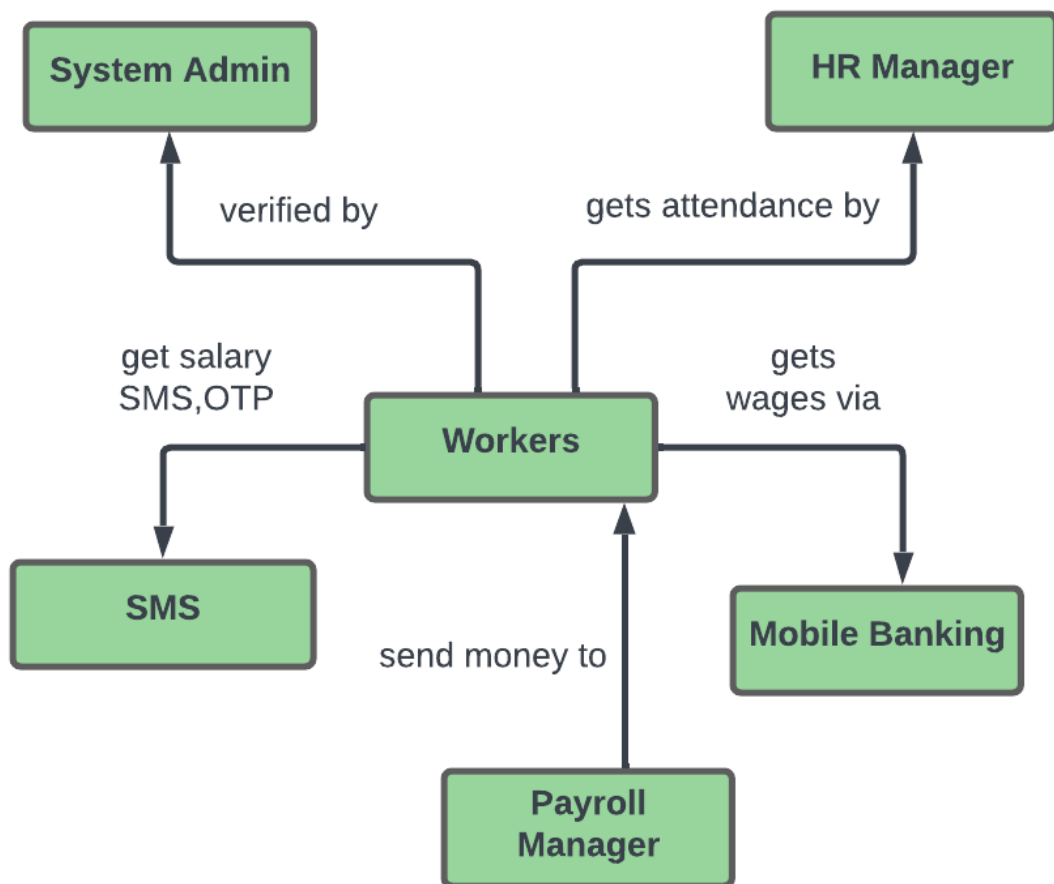 System Admin
HR Manager
verified by
gets attendance by
get salary
SMS,OTP
gets
wages via
Workers
SMS
Mobile Banking
send money to
Payroll
Manager